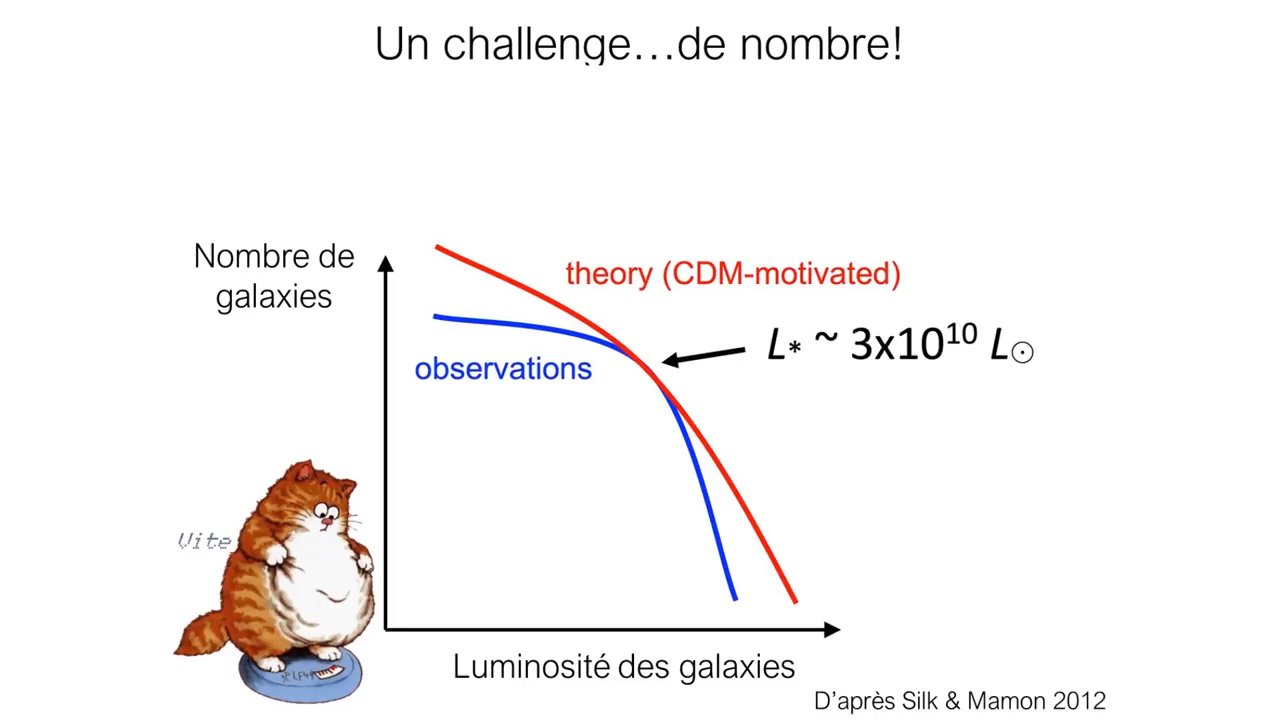 Un challenge...de nombre!
Nombre de
galaxies
theory (CDM-motivated)
L* ~ 3x10¹⁰ L☉
observations
Vite
Luminosité des galaxies
D'après Silk & Mamon 2012